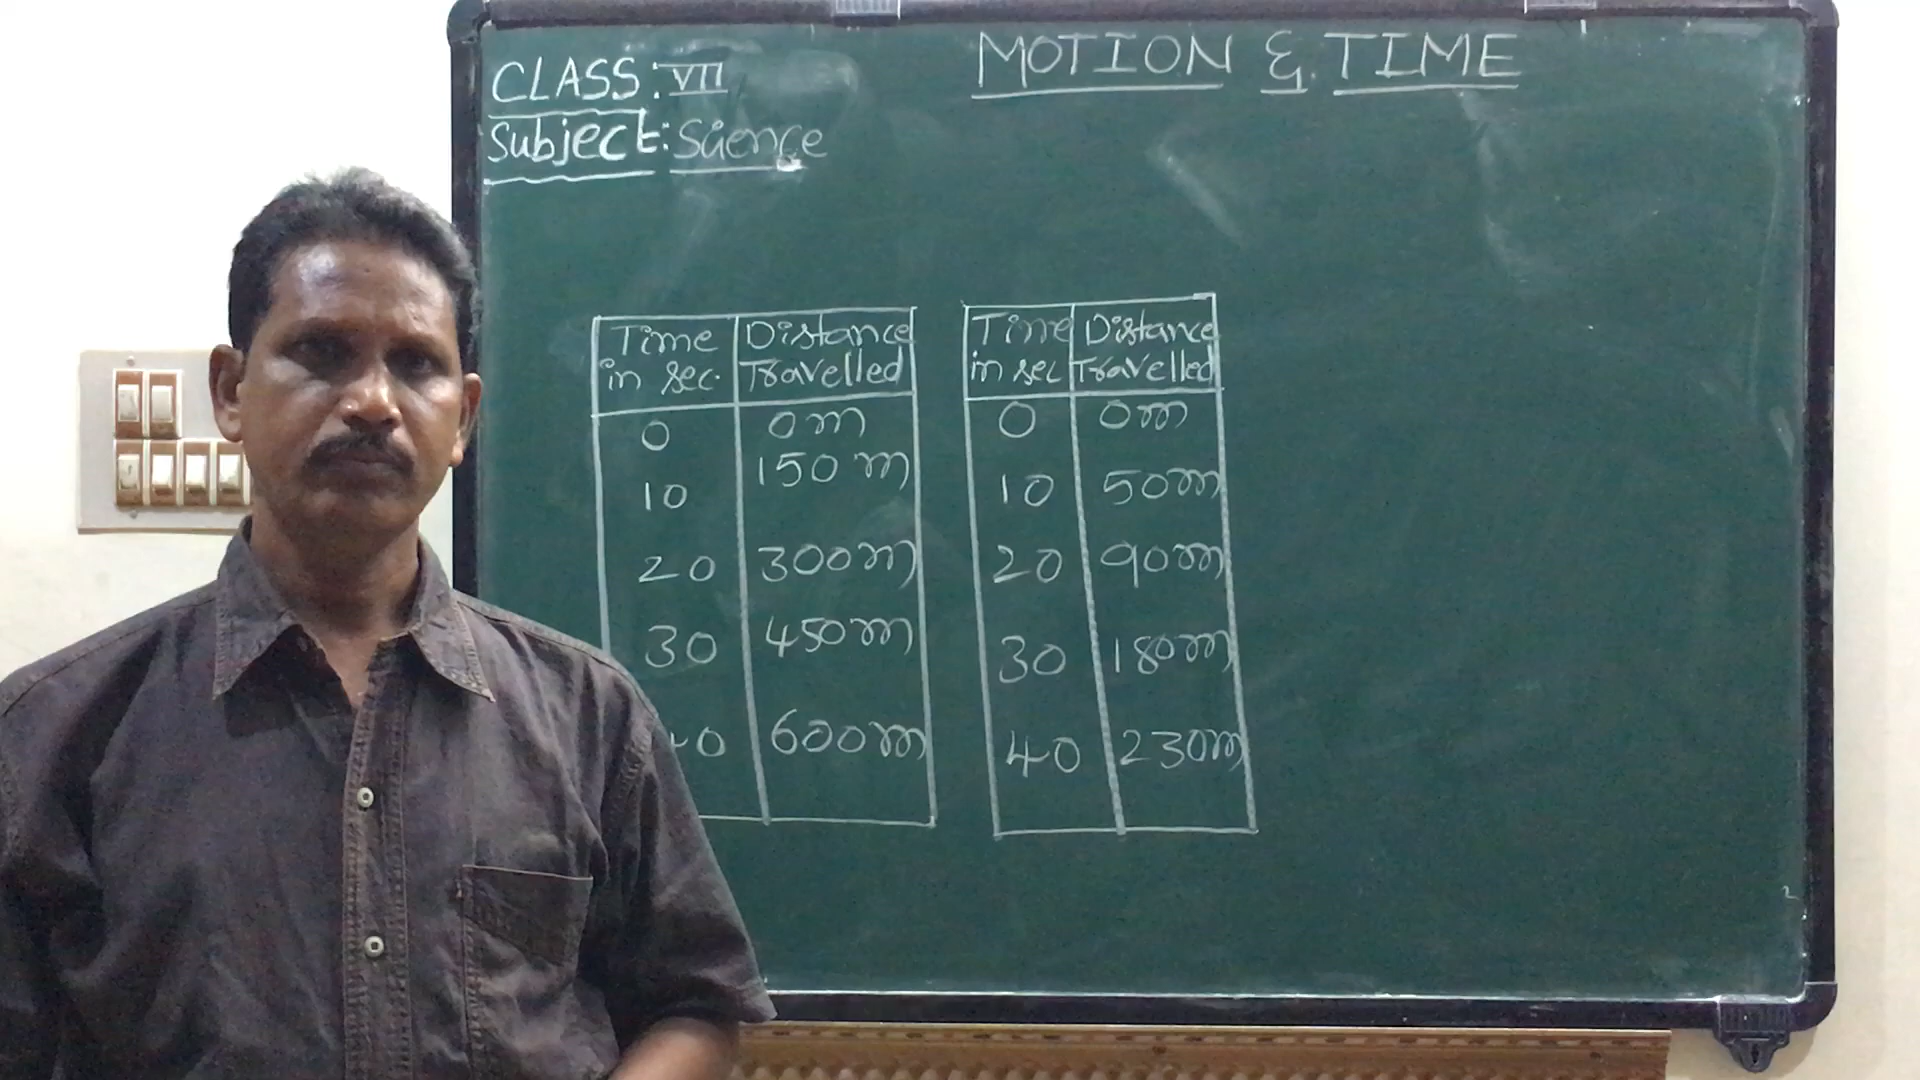 CLASS: VII
Subject: Science
MOTION & TIME
Time in sec. Distance Travelled
0 0m
10 150m
20 300m
30 450m
40 600m
Time in sec Distance Travelled
0 0m
10 50m
20 90m
30 180m
40 230m